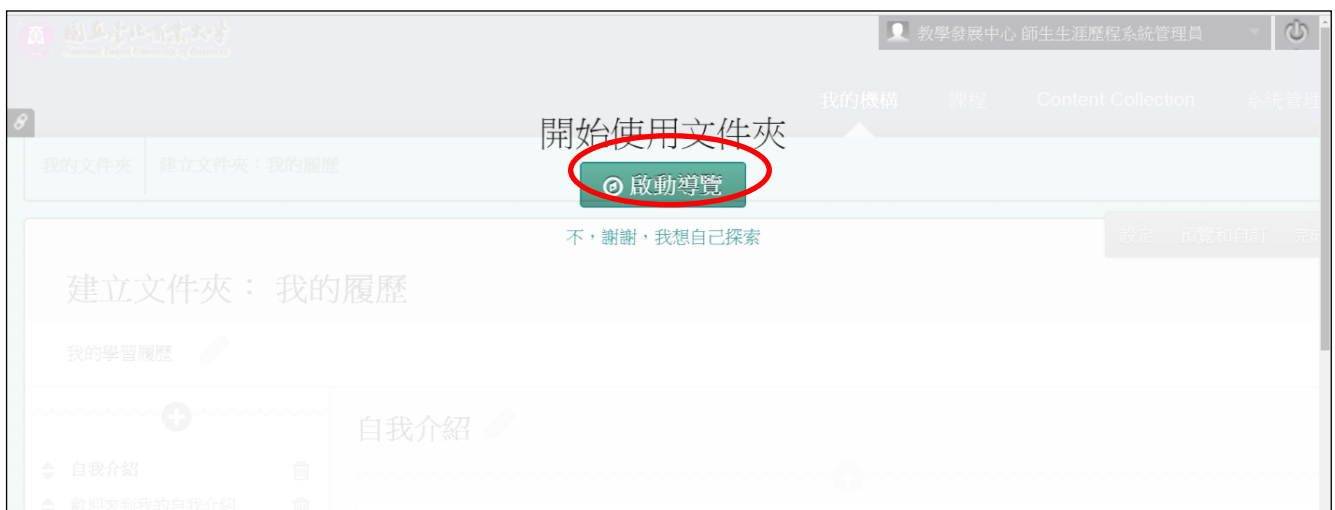 教學發展中心 師生生涯歷程系統管理員
我的機構 課程 Content Collection 系統管理
開始使用文件夾
我的文件夾 建立文件夾：我的履歷
啟動導覽
不，謝謝，我想自己探索
設定 預覽和自訂 完成
建立文件夾： 我的履歷
我的學習履歷
自我介紹
自我介紹
歡迎來到我的自我介紹